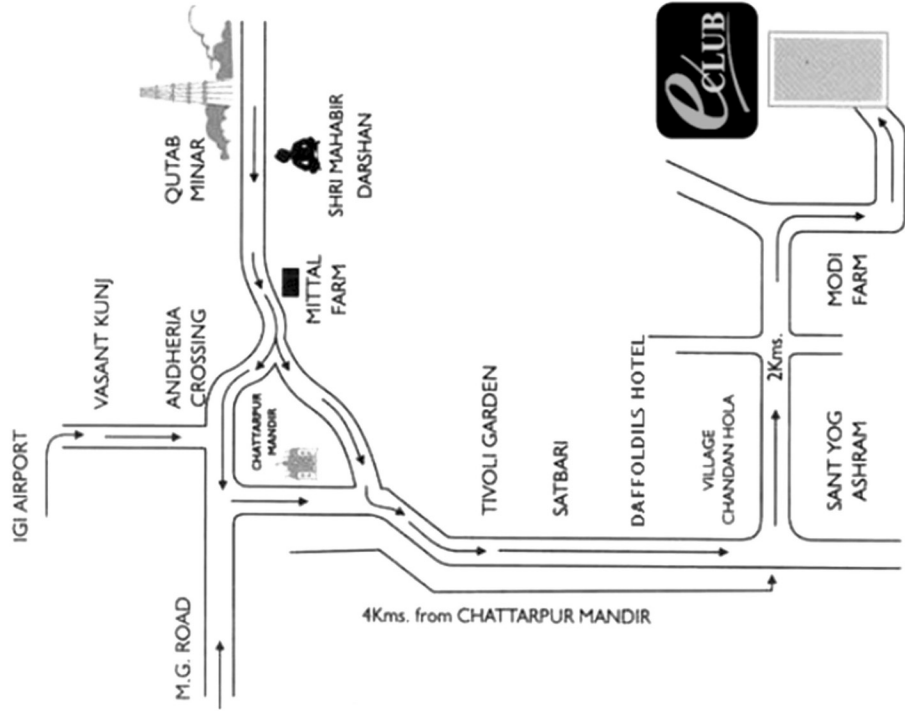 e CLUB
QUTAB
MINAR
SHRI MAHABIR
DARSHAN
VASANT KUNJ
ANDHERIA
CROSSING
MITTAL
FARM
IGI AIRPORT
CHATTARPUR
MANDIR
M.G. ROAD
TIVOLI GARDEN
SATBARI
DAFFOLDILS HOTEL
VILLAGE
CHANDAN HOLA
2Kms.
MODI
FARM
SANT YOG
ASHRAM
4Kms. from CHATTARPUR MANDIR